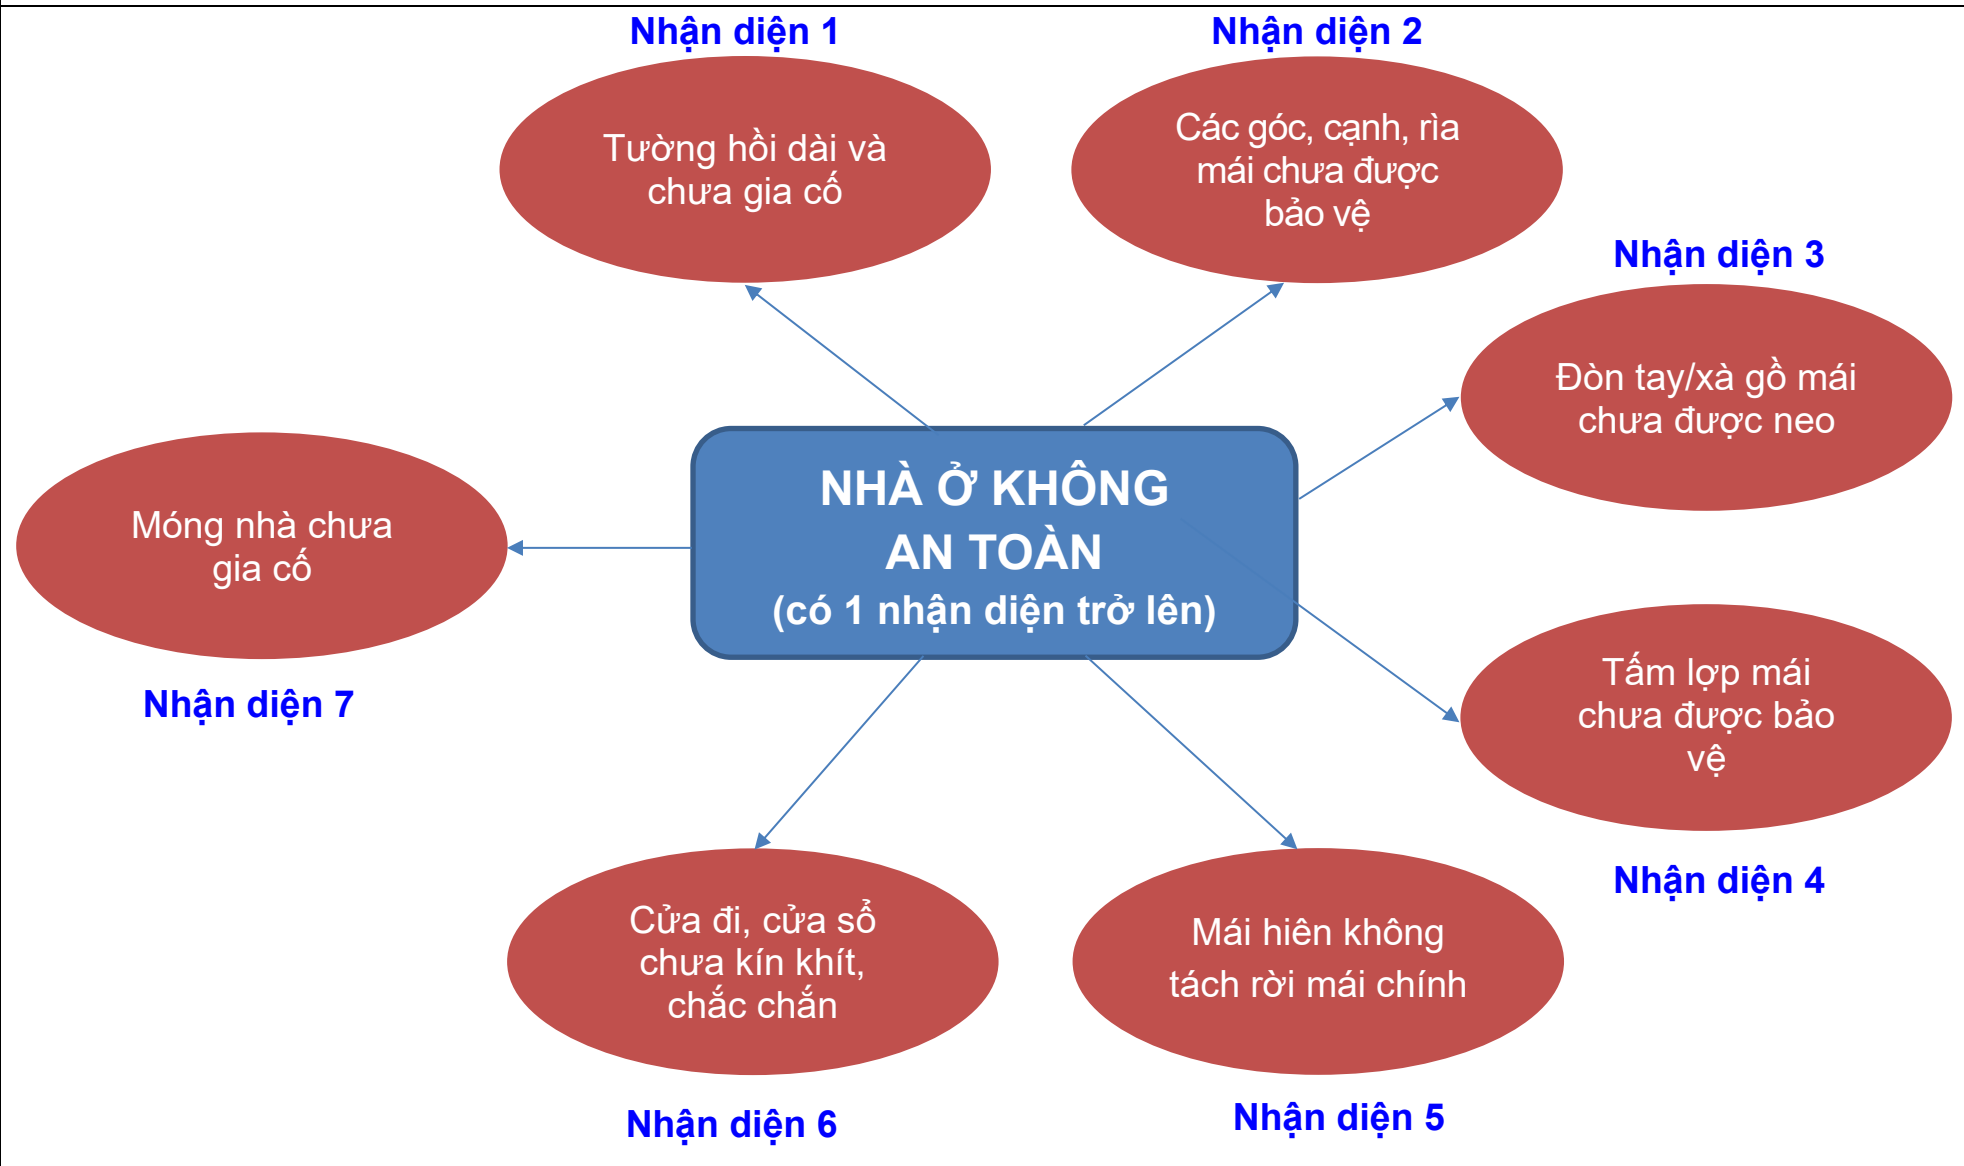 Nhận diện 1
Tường hồi dài và
chưa gia cố
Nhận diện 2
Các góc, cạnh, rìa
mái chưa được
bảo vệ
Nhận diện 3
Đòn tay/xà gồ mái
chưa được neo
NHÀ Ở KHÔNG
AN TOÀN
(có 1 nhận diện trở lên)
Móng nhà chưa
gia cố
Nhận diện 7
Tấm lợp mái
chưa được bảo
vệ
Nhận diện 4
Cửa đi, cửa sổ
chưa kín khít,
chắc chắn
Nhận diện 6
Mái hiên không
tách rời mái chính
Nhận diện 5